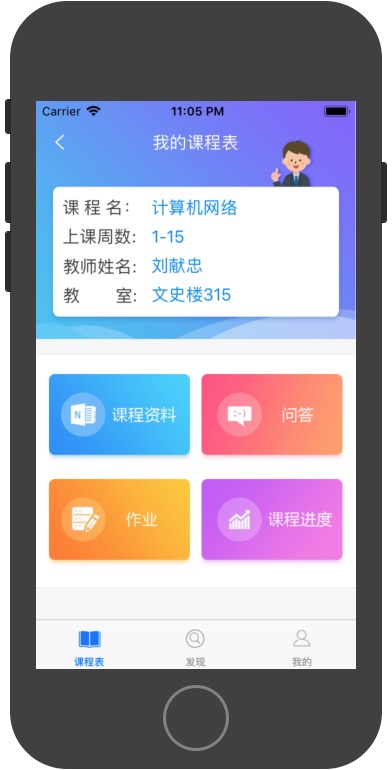 Carrier 11:05 PM
我的课程表
课 程 名: 计算机网络
上课周数: 1-15
教师姓名: 刘献忠
教 室: 文史楼315
N 课程资料 :-) 问答
作业 课程进度
课程表 发现 我的